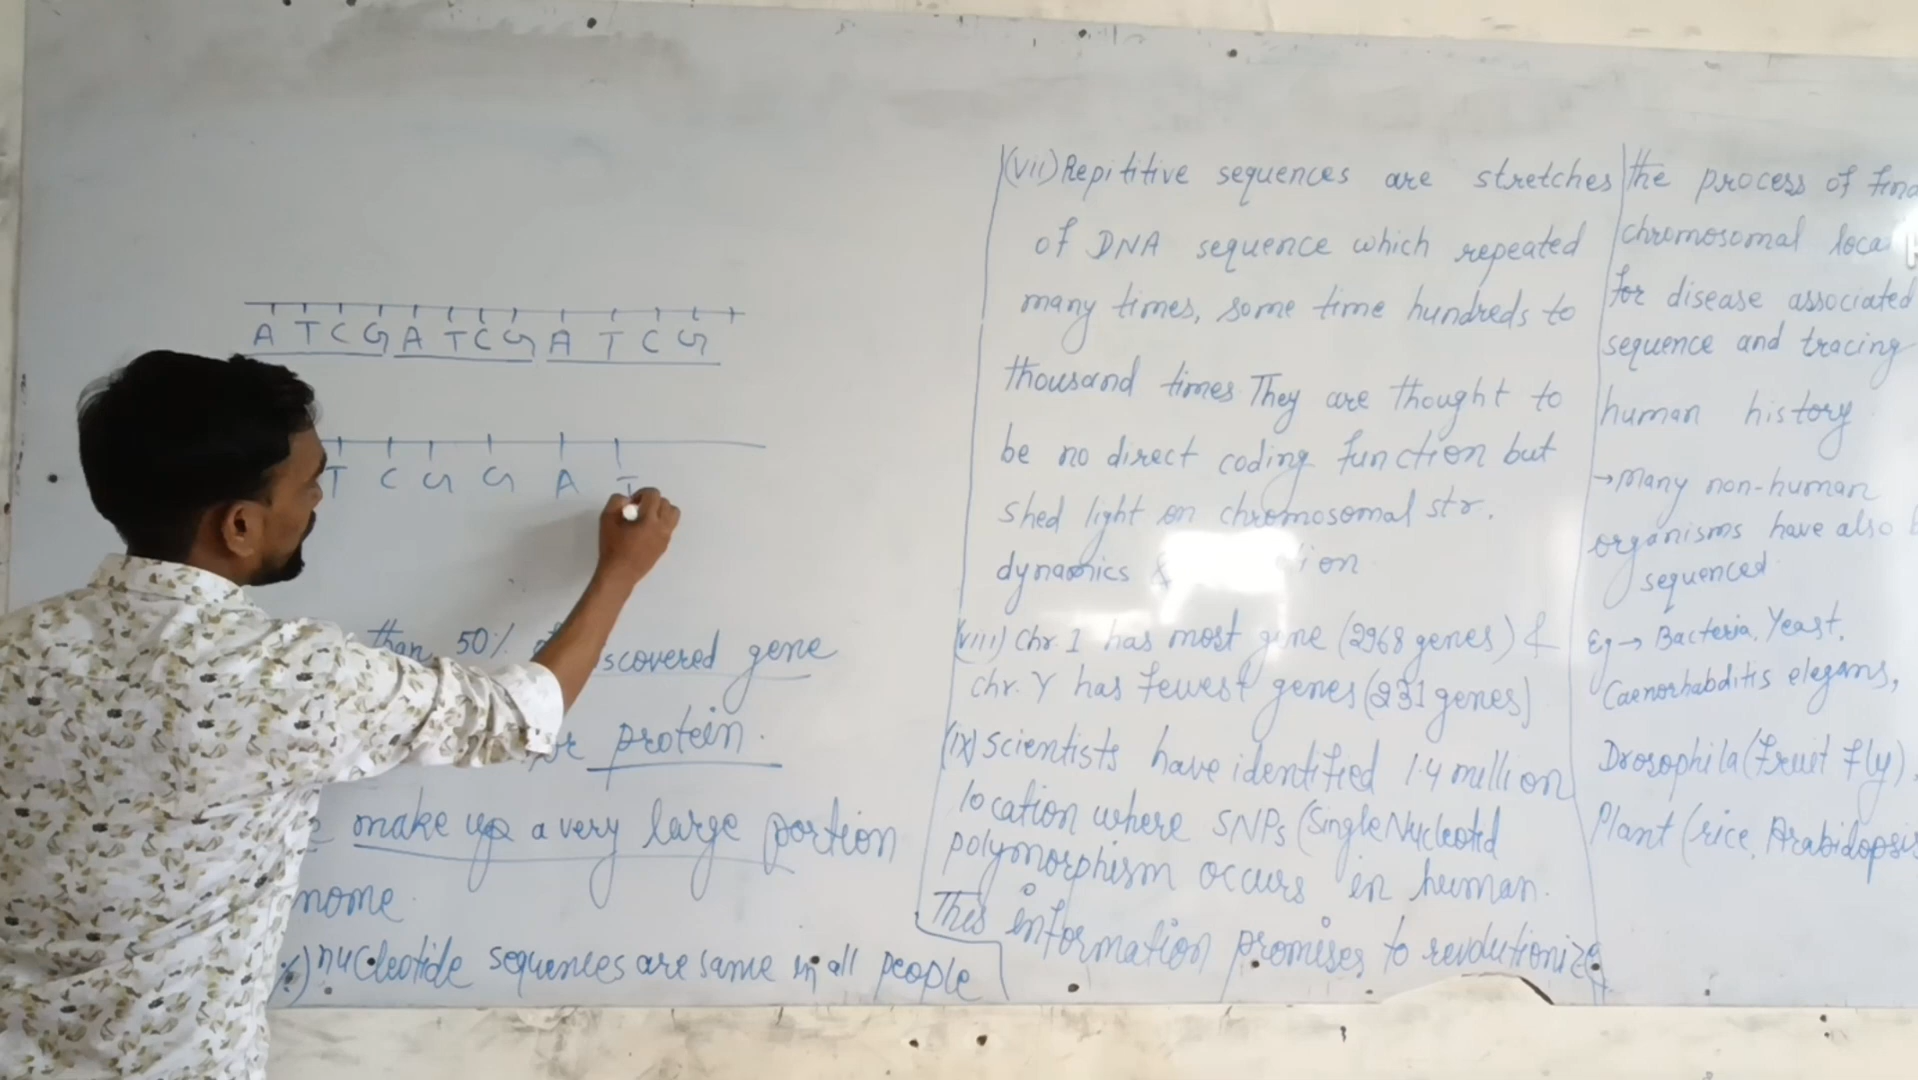 A T C G A T C G A T C G
T C G G A T
than 50% scovered gene
protein.
make up a very large portion
nome.
%) nucleotide sequences are same in all people
(vii) Repititive sequences are stretches
of DNA sequence which repeated
many times, some time hundreds to
thousand times They are thought to
be no direct coding function but
shed light on chromosomal str.
dynamics & ion
(viii) Chr. 1 has most gene (2968 genes) &
chr. Y has fewest genes (231 genes)
(ix) Scientists have identified 1.4 million
location where SNPs (Single Nucleotid
polymorphism occurs in human.
This information promises to revolutionize
the process of find
chromosomal loca
for disease associated
sequence and tracing
human history
→ Many non-human
organisms have also b
sequenced
Eg → Bacteria, Yeast,
Caenorhabditis elegans,
Drosophila (fruit fly),
Plant (rice, Arabidopsis